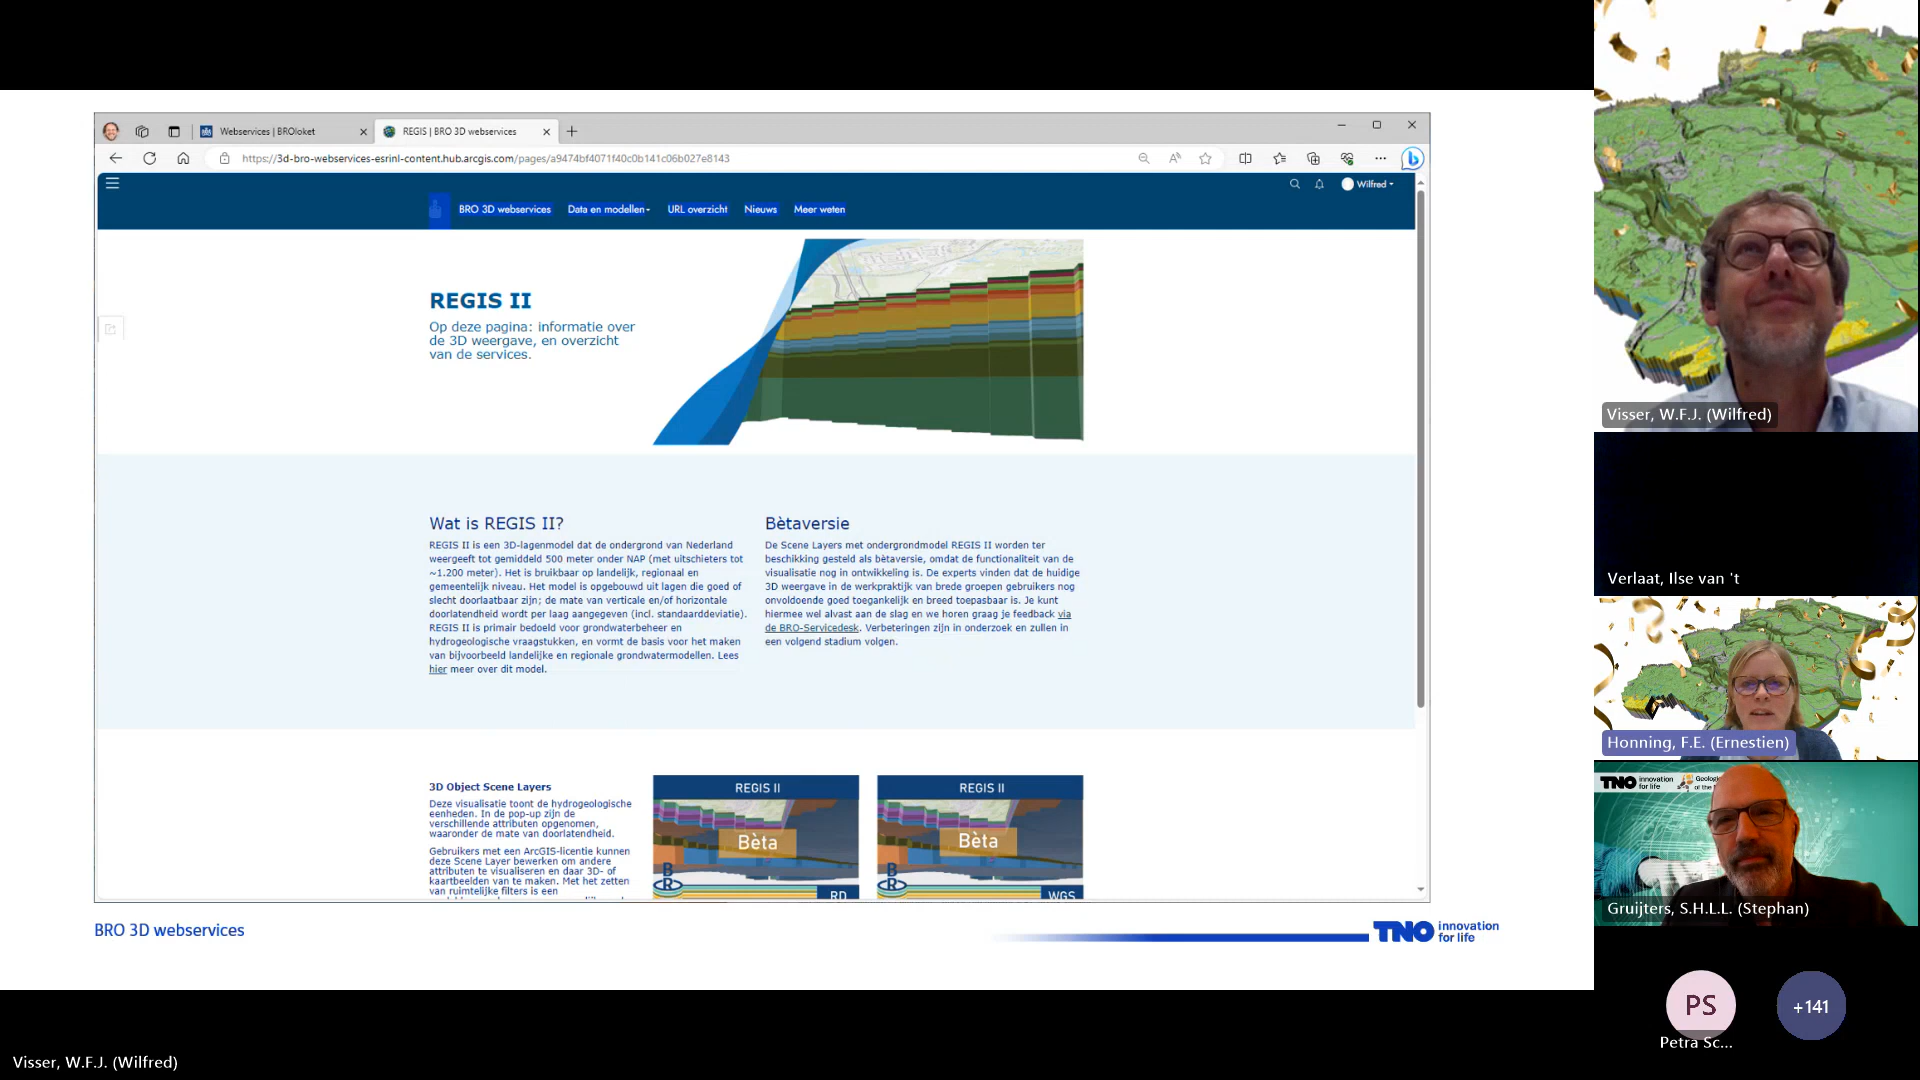 Webservices | BROloket
REGIS | BRO 3D webservices
https://3d-bro-webservices-esrinl-content.hub.arcgis.com/pages/a9474bf4071f40c0b141c06b027e8143
Wilfred
BRO 3D webservices
Data en modellen
URL overzicht
Nieuws
Meer weten
REGIS II
Op deze pagina: informatie over
de 3D weergave, en overzicht
van de services.
Wat is REGIS II?
REGIS II is een 3D-lagenmodel dat de ondergrond van Nederland
weergeeft tot gemiddeld 500 meter onder NAP (met uitschieters tot
~1.200 meter). Het is bruikbaar op landelijk, regionaal en
gemeentelijk niveau. Het model is opgebouwd uit lagen die goed of
slecht doorlaatbaar zijn; de mate van verticale en/of horizontale
doorlatendheid wordt per laag aangegeven (incl. standaarddeviatie).
REGIS II is primair bedoeld voor grondwaterbeheer en
hydrogeologische vraagstukken, en vormt de basis voor het maken
van bijvoorbeeld landelijke en regionale grondwatermodellen. Lees
hier meer over dit model.
Bètaversie
De Scene Layers met ondergrondmodel REGIS II worden ter
beschikking gesteld als bètaversie, omdat de functionaliteit van de
visualisatie nog in ontwikkeling is. De experts vinden dat de huidige
3D weergave in de werkpraktijk van brede groepen gebruikers nog
onvoldoende goed toegankelijk en breed toepasbaar is. Je kunt
hiermee wel alvast aan de slag en we horen graag je feedback via
de BRO-Servicedesk. Verbeteringen zijn in onderzoek en zullen in
een volgend stadium volgen.
3D Object Scene Layers
Deze visualisatie toont de hydrogeologische
eenheden. In de pop-up zijn de
verschillende attributen opgenomen,
waaronder de mate van doorlatendheid.
Gebruikers met een ArcGIS-licentie kunnen
deze Scene Layer bewerken om andere
attributen te visualiseren en daar 3D- of
kaartbeelden van te maken. Met het zetten
van ruimtelijke filters is een
REGIS II
Bèta
BR
RD
REGIS II
Bèta
BR
WGS
BRO 3D webservices
TNO innovation
for life
Visser, W.F.J. (Wilfred)
Verlaat, Ilse van 't
Honning, F.E. (Ernestien)
TNO innovation
for life
Gruijters, S.H.L.L. (Stephan)
PS
+141
Petra Sc...
Visser, W.F.J. (Wilfred)